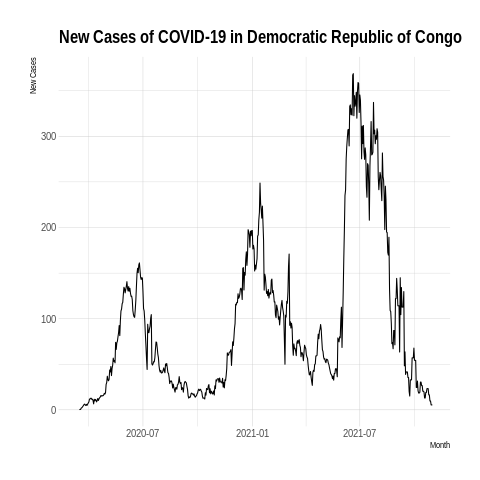 New Cases of COVID-19 in Democratic Republic of Congo
New Cases
300
200
100
0
2020-07 2021-01 2021-07
Month